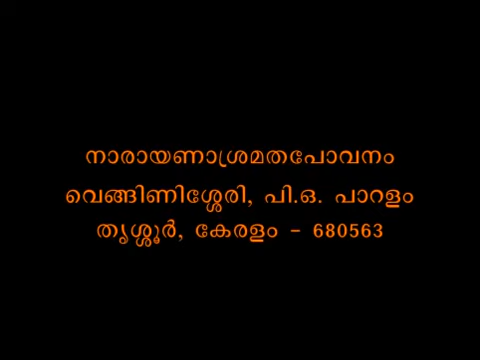 നാരായണാശ്രമതപോവനം
വെങ്ങിണിശ്ശേരി, പി.ഒ. പാറളം
തൃശ്ശൂർ, കേരളം - 680563